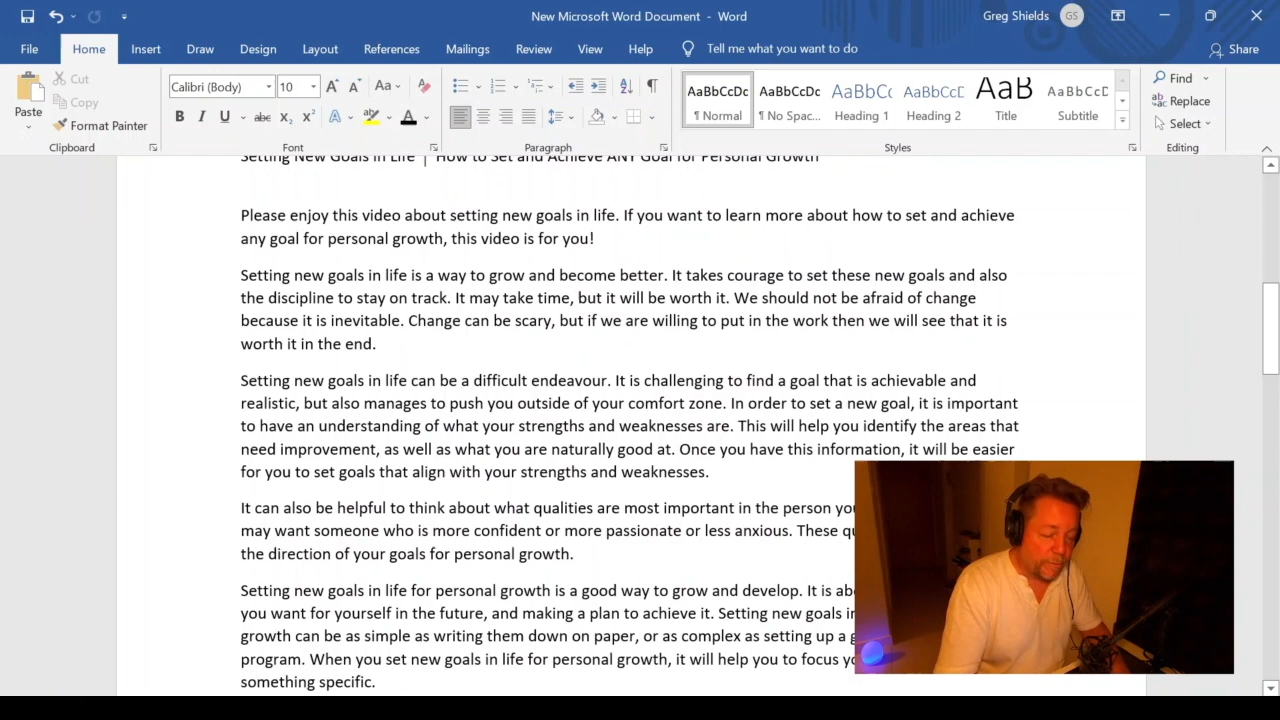 New Microsoft Word Document - Word
Greg Shields GS
File Home Insert Draw Design Layout References Mailings Review View Help Tell me what you want to do Share
Paste
Cut
Copy
Format Painter
Clipboard
Calibri (Body) 10
Font
Paragraph
AaBbCcDc AaBbCcDc AaBbCc AaBbCcD AaB AaBbCcD
¶ Normal ¶ No Spac... Heading 1 Heading 2 Title Subtitle
Styles
Find
Replace
Select
Editing
Setting New Goals in Life | How to Set and Achieve ANY Goal for Personal Growth
Please enjoy this video about setting new goals in life. If you want to learn more about how to set and achieve
any goal for personal growth, this video is for you!
Setting new goals in life is a way to grow and become better. It takes courage to set these new goals and also
the discipline to stay on track. It may take time, but it will be worth it. We should not be afraid of change
because it is inevitable. Change can be scary, but if we are willing to put in the work then we will see that it is
worth it in the end.
Setting new goals in life can be a difficult endeavour. It is challenging to find a goal that is achievable and
realistic, but also manages to push you outside of your comfort zone. In order to set a new goal, it is important
to have an understanding of what your strengths and weaknesses are. This will help you identify the areas that
need improvement, as well as what you are naturally good at. Once you have this information, it will be easier
for you to set goals that align with your strengths and weaknesses.
It can also be helpful to think about what qualities are most important in the person
may want someone who is more confident or more passionate or less anxious. These
the direction of your goals for personal growth.
Setting new goals in life for personal growth is a good way to grow and develop. It is
you want for yourself in the future, and making a plan to achieve it. Setting new goals
growth can be as simple as writing them down on paper, or as complex as setting up a
program. When you set new goals in life for personal growth, it will help you to focus
something specific.